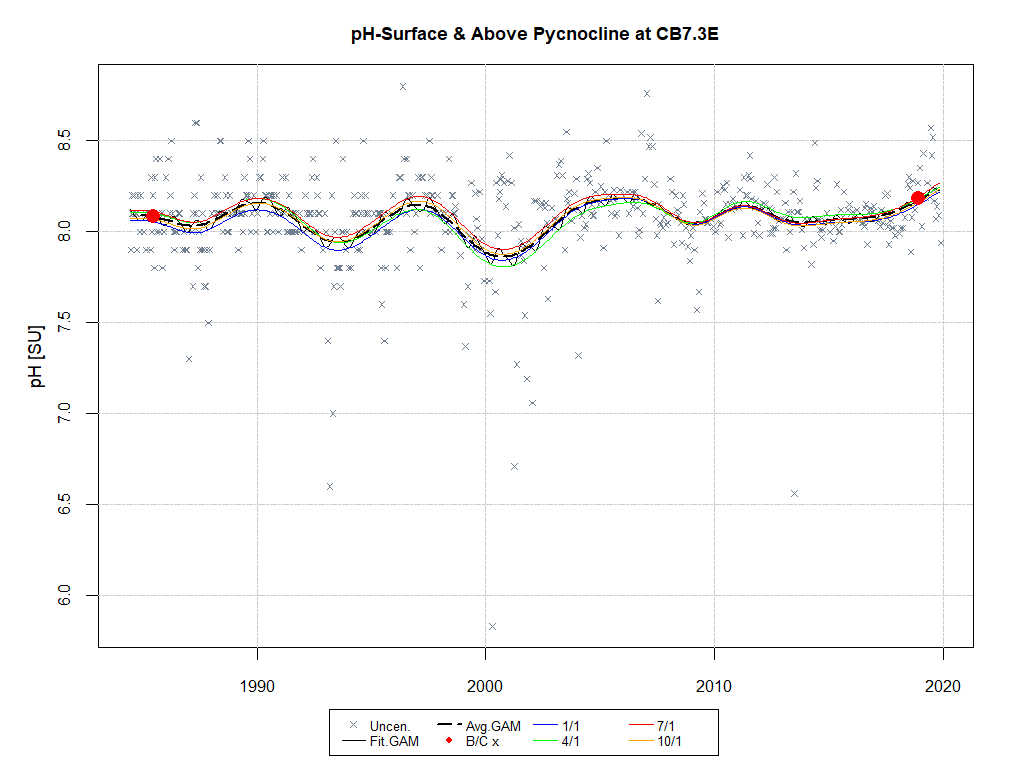 pH-Surface & Above Pycnocline at CB7.3E
pH [SU]
8.5
8.0
7.5
7.0
6.5
6.0
1990 2000 2010 2020
Uncen. Avg.GAM 1/1 7/1
Fit.GAM B/C x 4/1 10/1